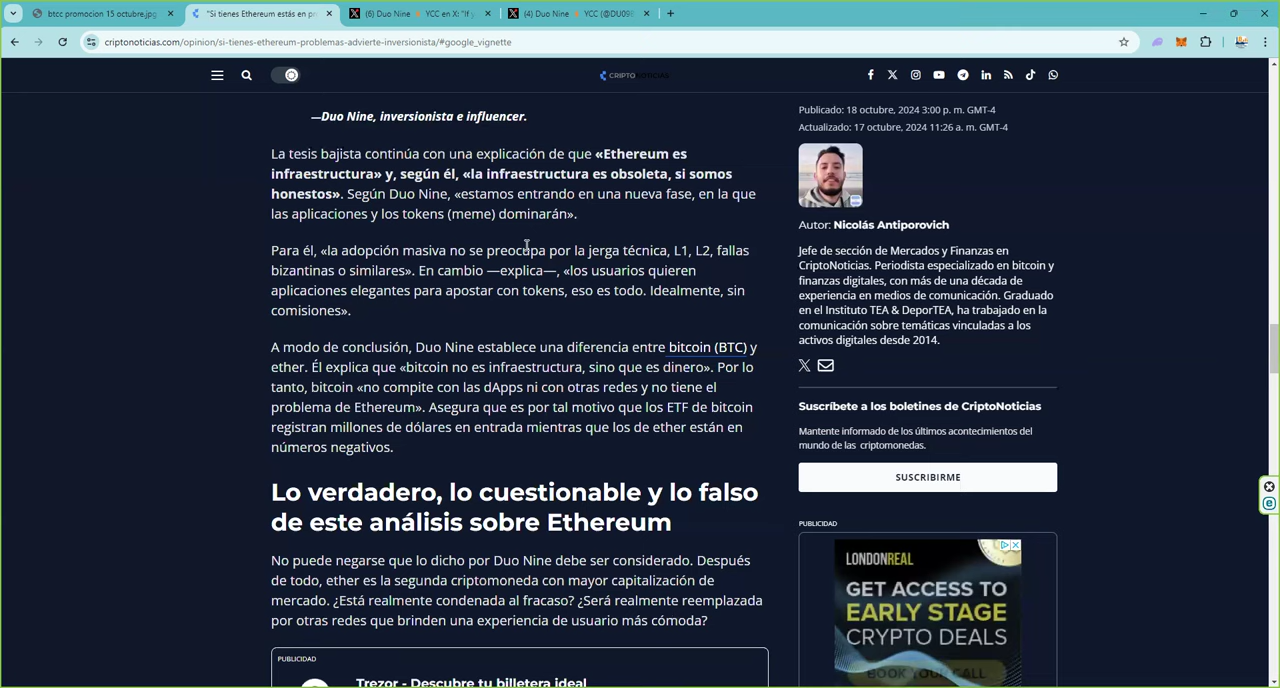 btcc promocion 15 octubre.jpg
"Si tienes Ethereum estás en pr
(6) Duo Nine YCC en X: "If y
(4) Duo Nine YCC (@DU09B
criptonoticias.com/opinion/si-tienes-ethereum-problemas-advierte-inversionista/#google_vignette
CRIPTONOTICIAS
—Duo Nine, inversionista e influencer.
La tesis bajista continúa con una explicación de que «Ethereum es
infraestructura» y, según él, «la infraestructura es obsoleta, si somos
honestos». Según Duo Nine, «estamos entrando en una nueva fase, en la que
las aplicaciones y los tokens (meme) dominarán».
Para él, «la adopción masiva no se preocupa por la jerga técnica, L1, L2, fallas
bizantinas o similares». En cambio —explica—, «los usuarios quieren
aplicaciones elegantes para apostar con tokens, eso es todo. Idealmente, sin
comisiones».
A modo de conclusión, Duo Nine establece una diferencia entre bitcoin (BTC) y
ether. Él explica que «bitcoin no es infraestructura, sino que es dinero». Por lo
tanto, bitcoin «no compite con las dApps ni con otras redes y no tiene el
problema de Ethereum». Asegura que es por tal motivo que los ETF de bitcoin
registran millones de dólares en entrada mientras que los de ether están en
números negativos.
Lo verdadero, lo cuestionable y lo falso
de este análisis sobre Ethereum
No puede negarse que lo dicho por Duo Nine debe ser considerado. Después
de todo, ether es la segunda criptomoneda con mayor capitalización de
mercado. ¿Está realmente condenada al fracaso? ¿Será realmente reemplazada
por otras redes que brinden una experiencia de usuario más cómoda?
PUBLICIDAD
Trezor - Descubre tu billetera ideal
Publicado: 18 octubre, 2024 3:00 p. m. GMT-4
Actualizado: 17 octubre, 2024 11:26 a. m. GMT-4
Autor: Nicolás Antiporovich
Jefe de sección de Mercados y Finanzas en
CriptoNoticias. Periodista especializado en bitcoin y
finanzas digitales, con más de una década de
experiencia en medios de comunicación. Graduado
en el Instituto TEA & DeporTEA, ha trabajado en la
comunicación sobre temáticas vinculadas a los
activos digitales desde 2014.
Suscríbete a los boletines de CriptoNoticias
Mantente informado de los últimos acontecimientos del
mundo de las criptomonedas.
SUSCRIBIRME
PUBLICIDAD
LONDONREAL
GET ACCESS TO
EARLY STAGE
CRYPTO DEALS
BOOK YOUR CALL